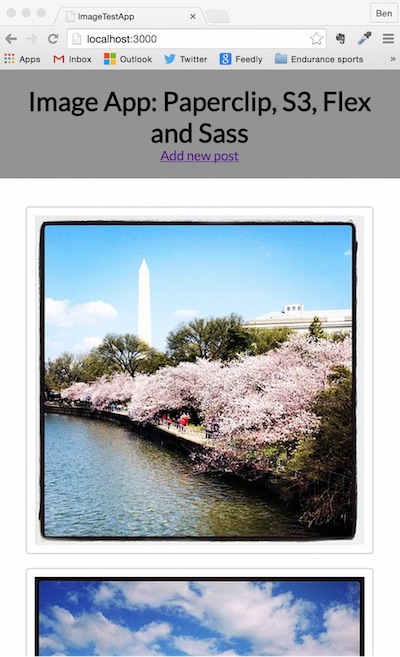 ImageTestApp
Ben
localhost:3000
Apps Inbox Outlook Twitter Feedly Endurance sports »
Image App: Paperclip, S3, Flex
and Sass
Add new post